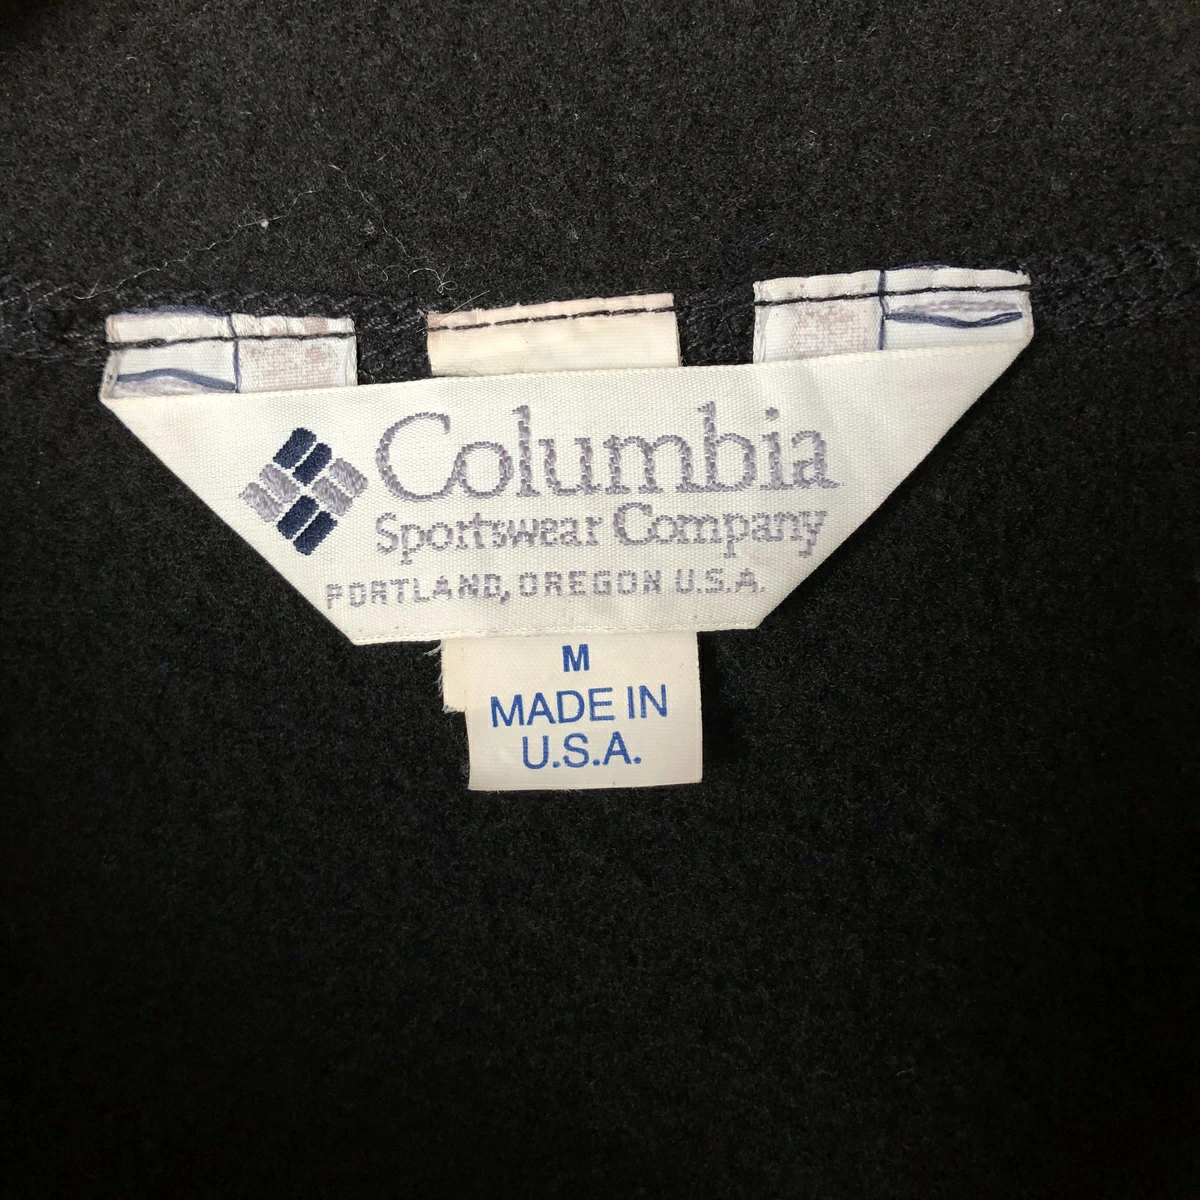 Columbia
Sportswear Company
PORTLAND, OREGON U.S.A.
M
MADE IN
U.S.A.